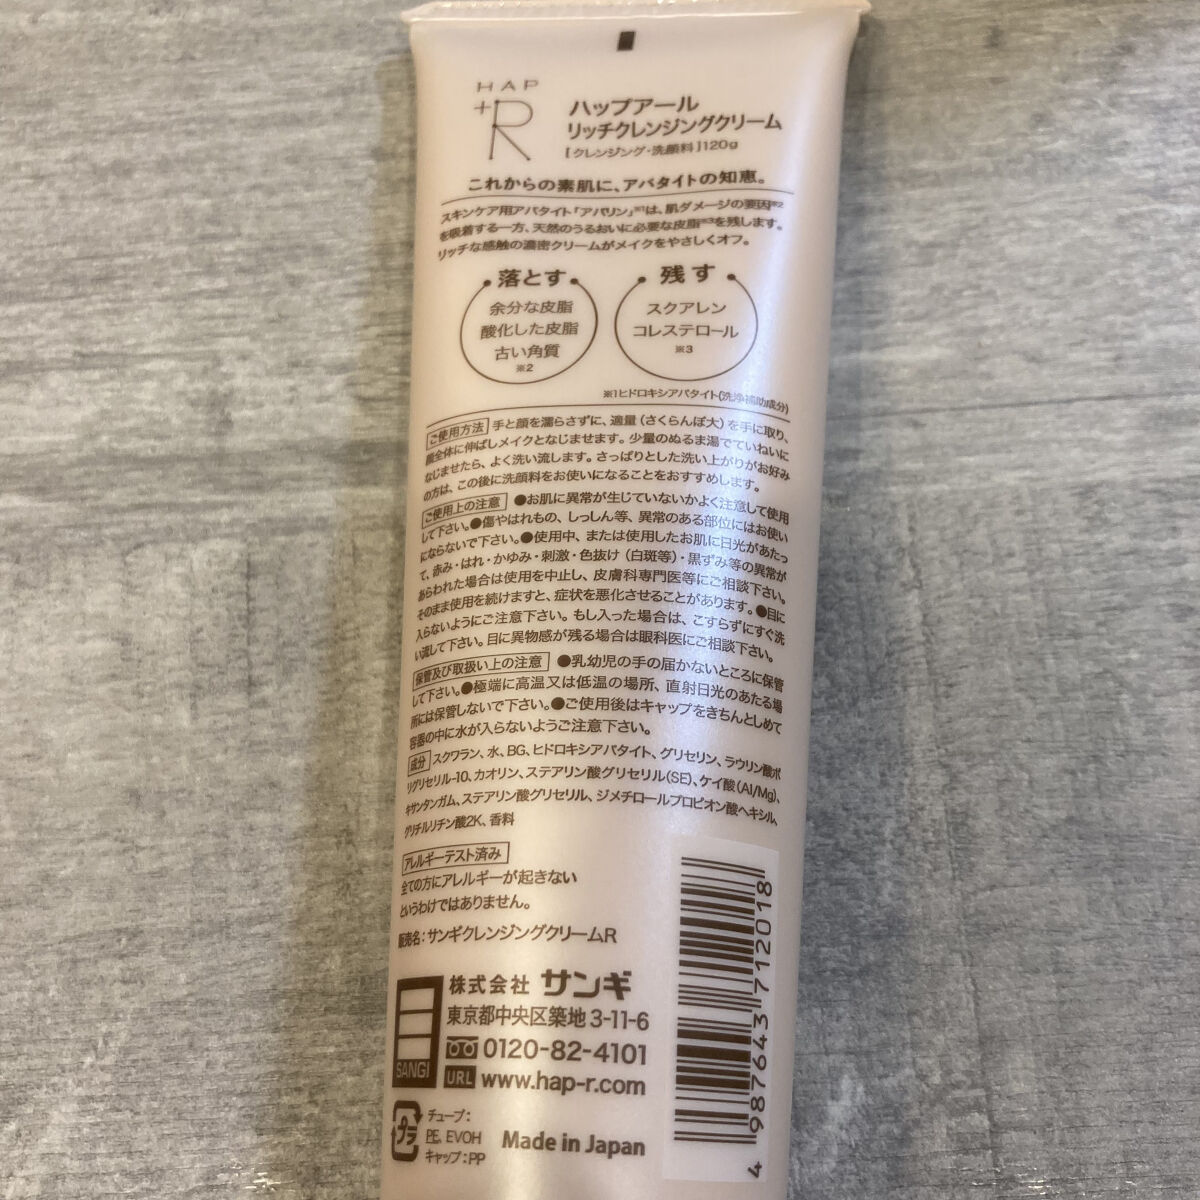 HAP
+R
ハップアール
リッチクレンジングクリーム
[クレンジング・洗顔料]120g
これからの素肌に、アパタイトの知恵。
スキンケア用アパタイト「アパリン」※1は、肌ダメージの要因※2
を吸着する一方、天然のうるおいに必要な皮脂※3を残します。
リッチな感触の濃密クリームがメイクをやさしくオフ。
落とす
余分な皮脂
酸化した皮脂
古い角質
※2
残す
スクアレン
コレステロール
※3
※1ヒドロキシアパタイト(洗浄補助成分)
ご使用方法 手と顔を濡らさずに、適量(さくらんぼ大)を手に取り、
顔全体に伸ばしメイクとなじませます。少量のぬるま湯でていねいに
なじませたら、よく洗い流します。さっぱりとした洗い上がりがお好み
の方は、この後に洗顔料をお使いになることをおすすめします。
ご使用上の注意 ●お肌に異常が生じていないかよく注意して使用
して下さい。●傷やはれもの、しっしん等、異常のある部位にはお使い
にならないで下さい。●使用中、または使用したお肌に日光があたっ
て、赤み・はれ・かゆみ・刺激・色抜け(白斑等)・黒ずみ等の異常が
あらわれた場合は使用を中止し、皮膚科専門医等にご相談下さい。
そのまま使用を続けますと、症状を悪化させることがあります。●目に
入らないようにご注意下さい。もし入った場合は、こすらずにすぐ洗
い流して下さい。目に異物感が残る場合は眼科医にご相談下さい。
保管及び取扱い上の注意 ●乳幼児の手の届かないところに保管
して下さい。●極端に高温又は低温の場所、直射日光のあたる場
所には保管しないで下さい。●ご使用後はキャップをきちんとしめて
容器の中に水が入らないようご注意下さい。
成分 スクワラン、水、BG、ヒドロキシアパタイト、グリセリン、ラウリン酸ポ
リグリセリル-10、カオリン、ステアリン酸グリセリル(SE)、ケイ酸(Al/Mg)、
キサンタンガム、ステアリン酸グリセリル、ジメチロールプロピオン酸ヘキシル、
グリチルリチン酸2K、香料
アレルギーテスト済み
全ての方にアレルギーが起きない
というわけではありません。
販売名：サンギクレンジングクリームR
SANGI
株式会社 サンギ
東京都中央区築地3-11-6
0120-82-4101
URL www.hap-r.com
プラ
チューブ：
PE、EVOH
キャップ：PP
Made in Japan
4 987643 712018